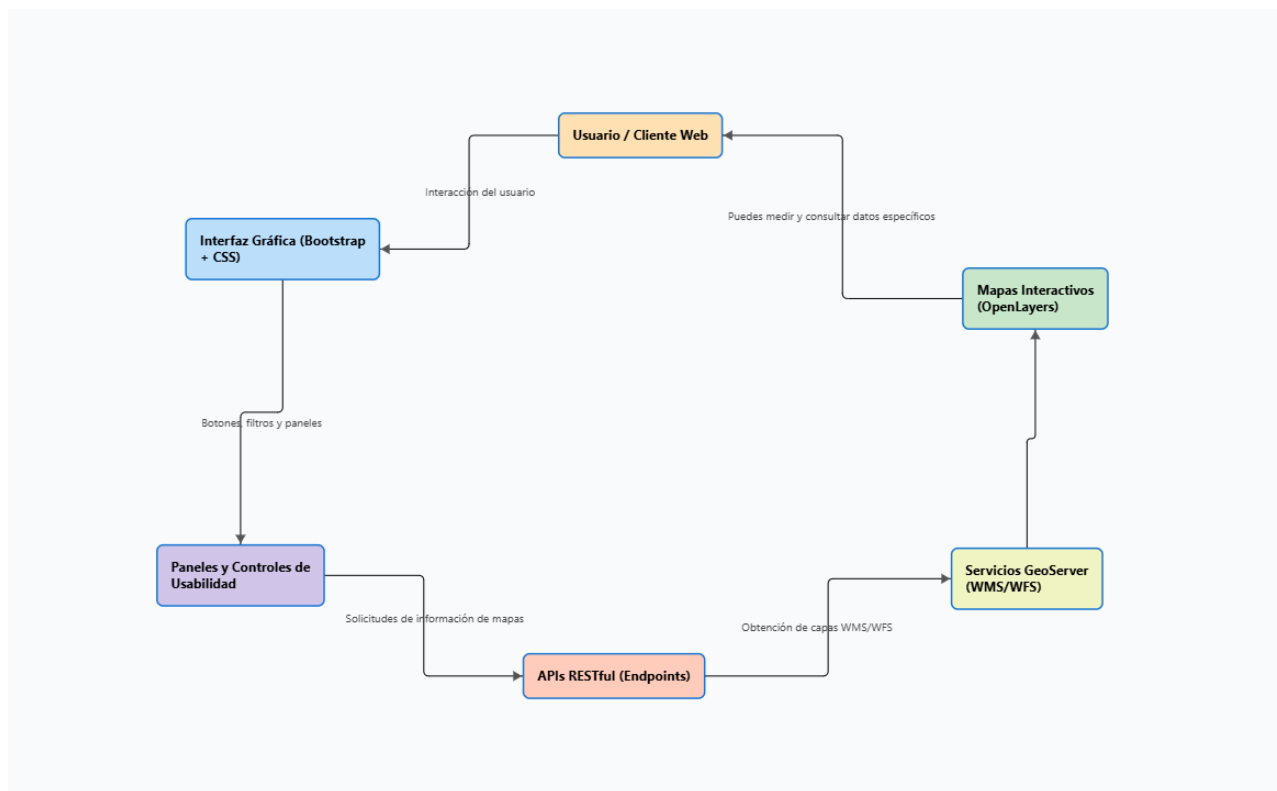 Usuario / Cliente Web
Interacción del usuario
Puedes medir y consultar datos específicos
Interfaz Gráfica (Bootstrap
+ CSS)
Mapas Interactivos
(OpenLayers)
Botones, filtros y paneles
Paneles y Controles de
Usabilidad
Servicios GeoServer
(WMS/WFS)
Solicitudes de información de mapas
Obtención de capas WMS/WFS
APIs RESTful (Endpoints)